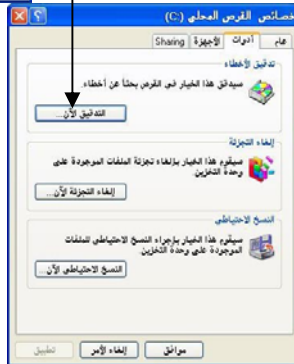 خصائص القرص المحلي (C:)
عام أدوات الأجهزة Sharing
تدقيق الأخطاء
سيدقق هذا الخيار في القرص بحثاً عن أخطاء.
التدقيق الآن...
إلغاء التجزئة
سيقوم هذا الخيار بإلغاء تجزئة الملفات الموجودة على
وحدة التخزين.
إلغاء التجزئة الآن...
النسخ الاحتياطي
سيقوم هذا الخيار بإجراء النسخ الاحتياطي للملفات
الموجودة على وحدة التخزين.
النسخ الاحتياطي الآن...
موافق إلغاء الأمر تطبيق